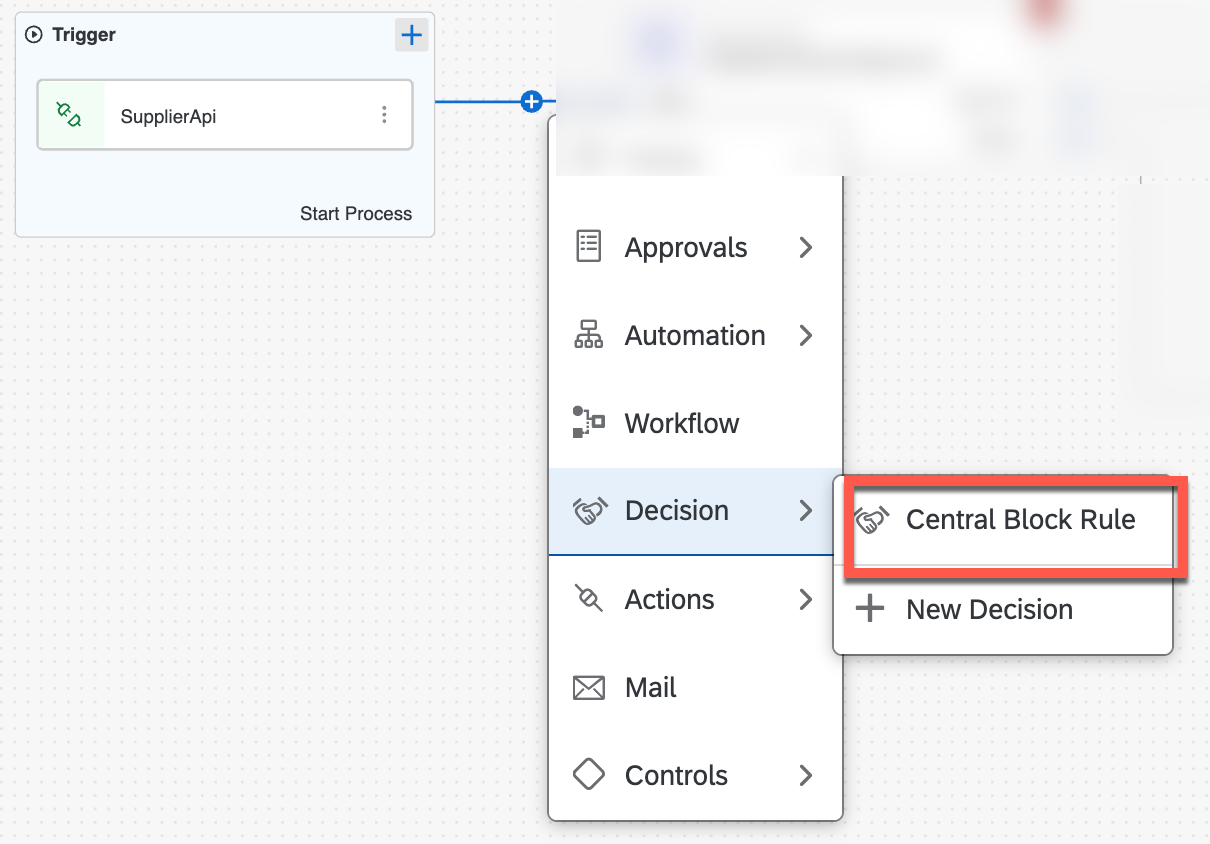 Trigger
SupplierApi
Start Process
Approvals
Automation
Workflow
Decision
Central Block Rule
Actions
New Decision
Mail
Controls